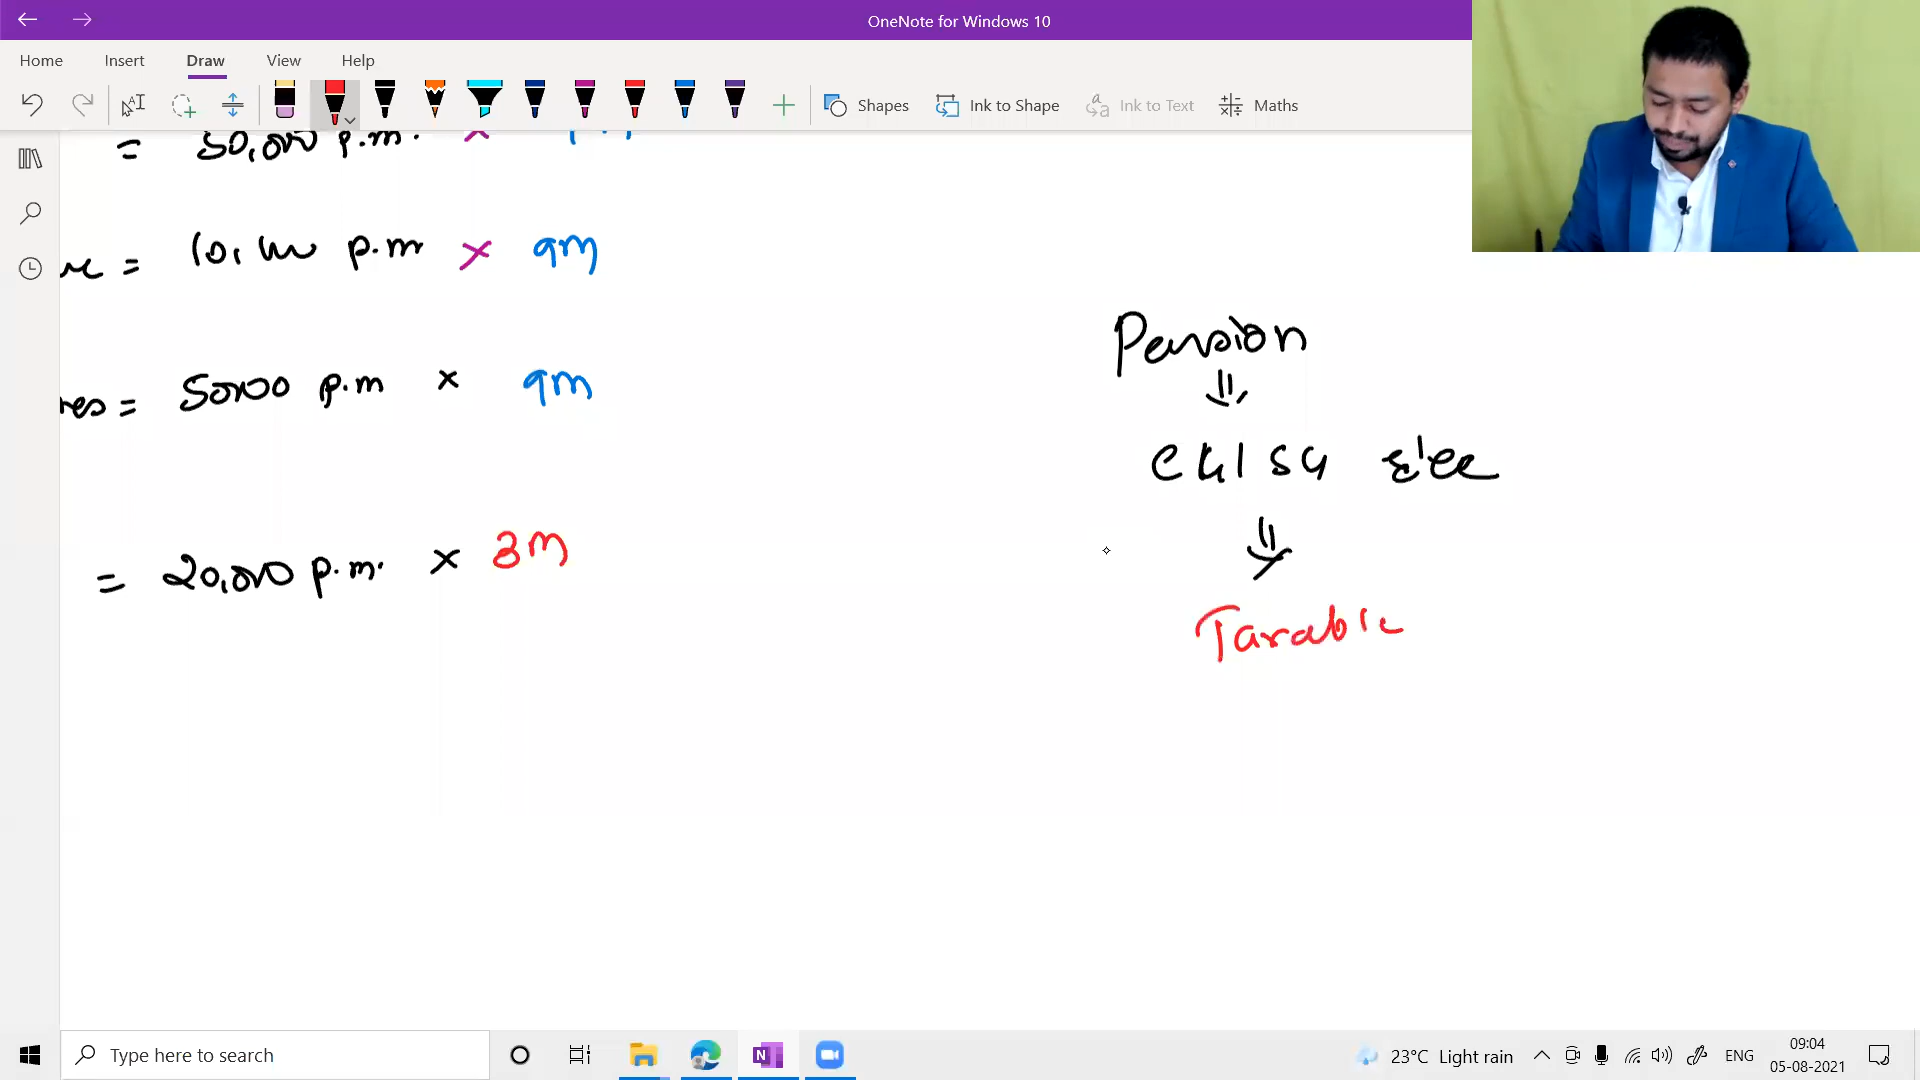 OneNote for Windows 10
Home Insert Draw View Help
Shapes Ink to Shape Ink to Text Maths
= 50,000 p.m. ×
= 10,000 p.m × 9m
= 5000 p.m × 9m
= 20,000 p.m. × 3m
Pension
Taxable
Type here to search
23°C Light rain
ENG
09:04
05-08-2021